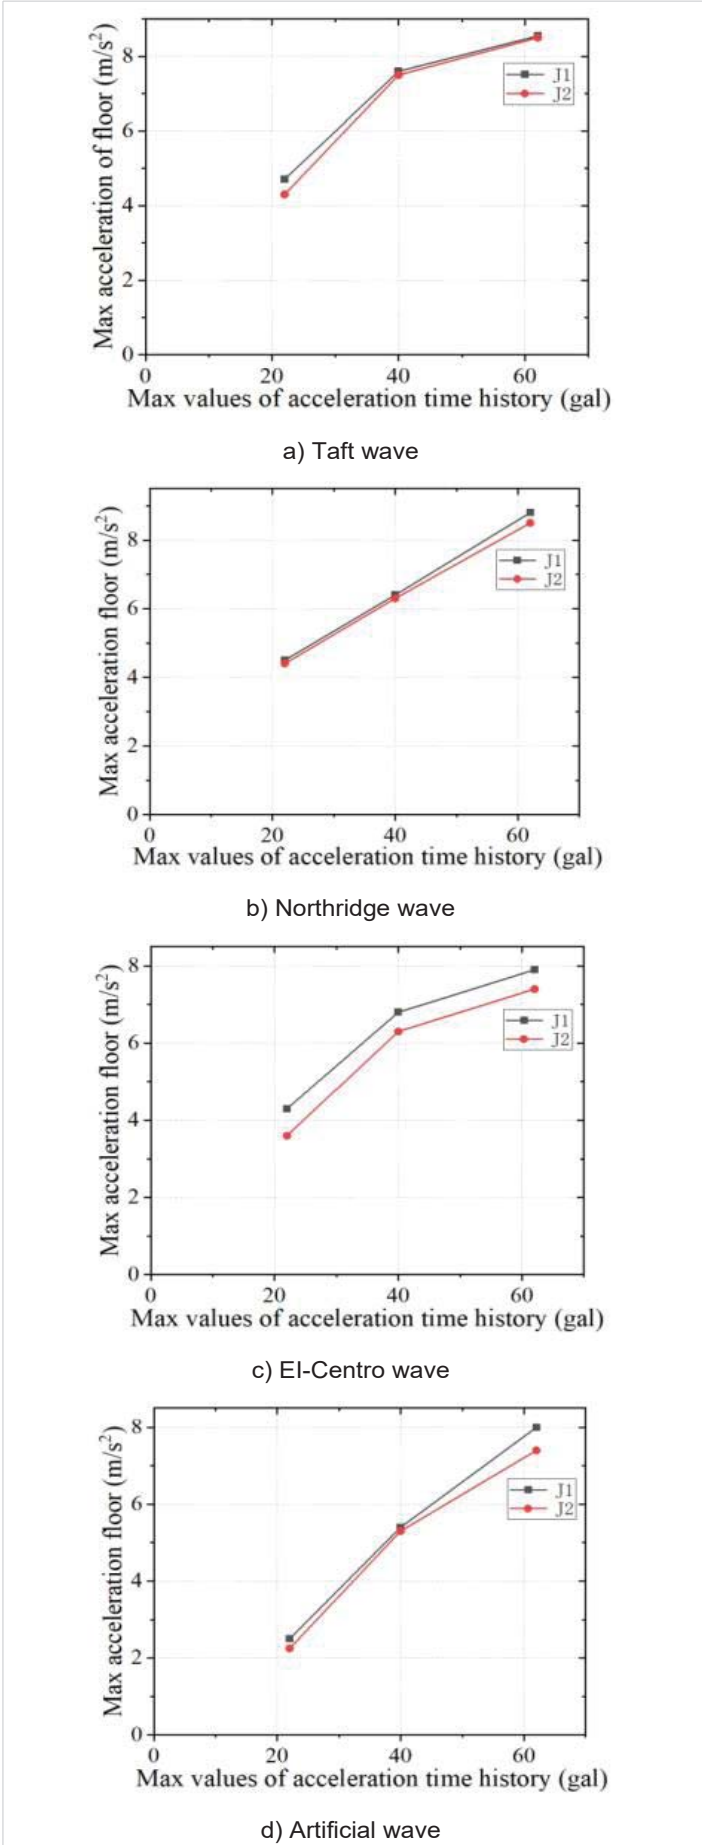 Max acceleration of floor (m/s²)
8
6
4
2
0
J1
J2
0 20 40 60
Max values of acceleration time history (gal)
a) Taft wave
Max acceleration floor (m/s²)
8
6
4
2
0
J1
J2
0 20 40 60
Max values of acceleration time history (gal)
b) Northridge wave
Max acceleration floor (m/s²)
8
6
4
2
0
J1
J2
0 20 40 60
Max values of acceleration time history (gal)
c) EI-Centro wave
Max acceleration floor (m/s²)
8
6
4
2
0
J1
J2
0 20 40 60
Max values of acceleration time history (gal)
d) Artificial wave